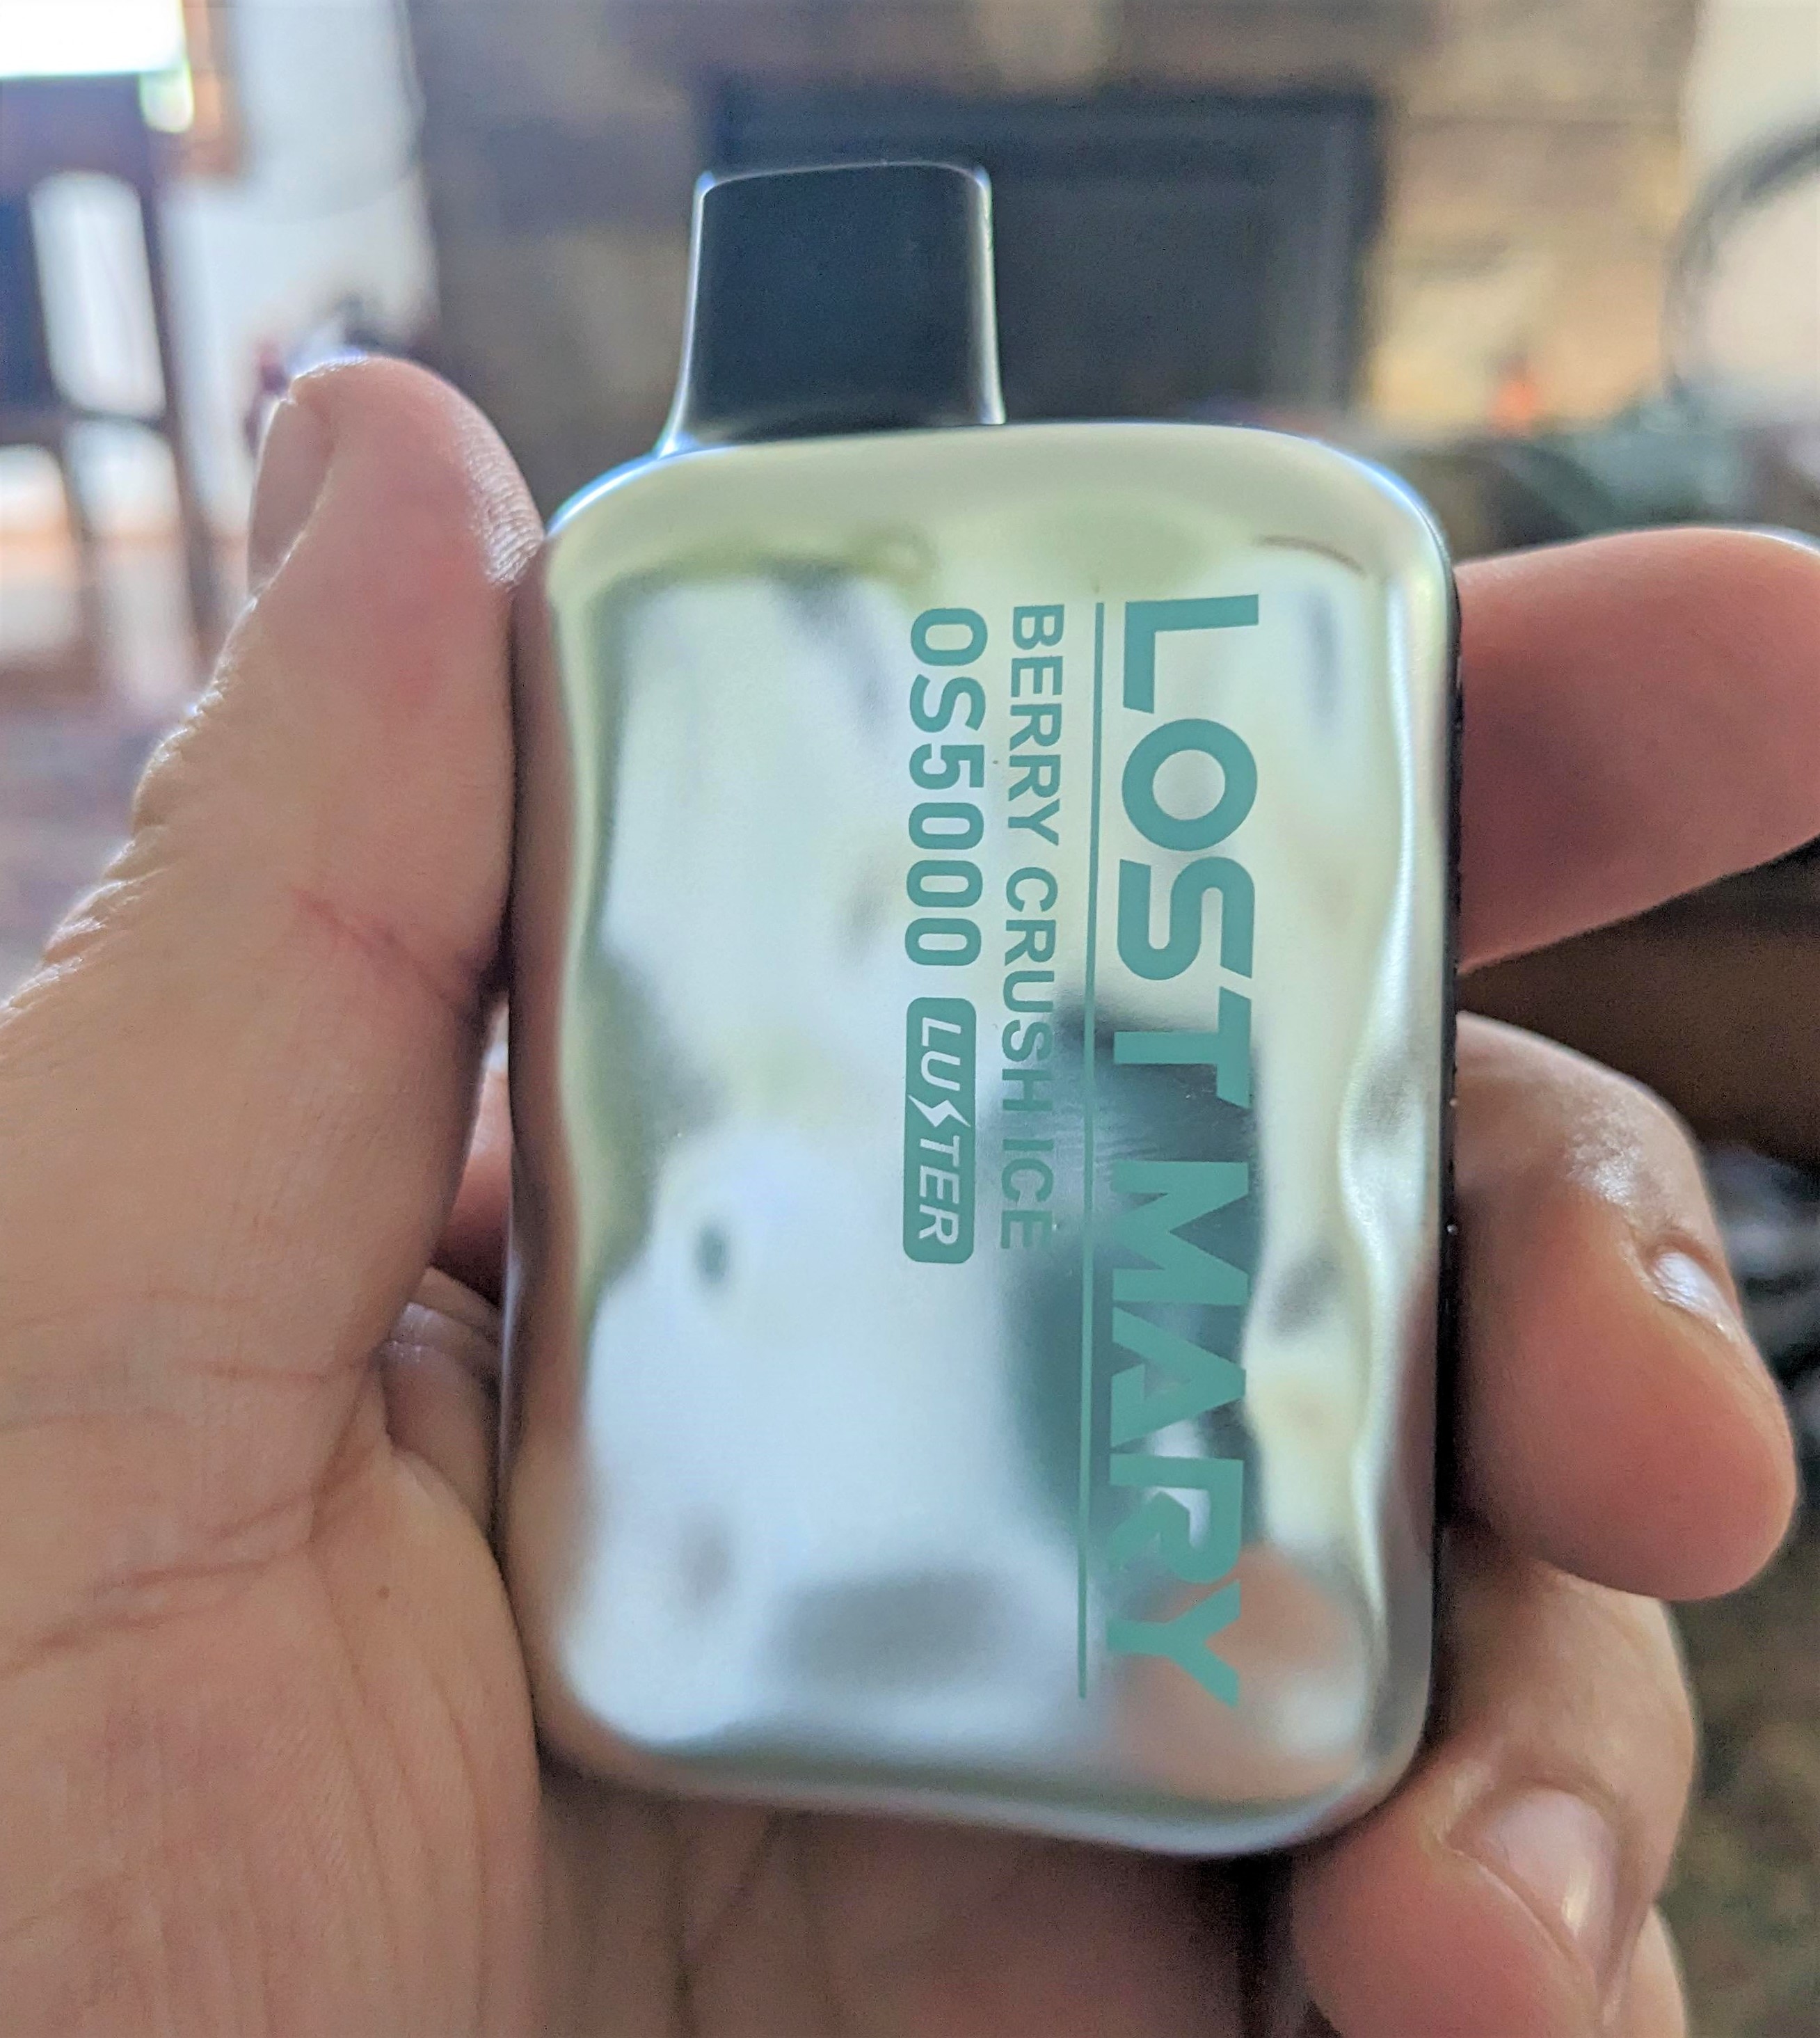 LOST MARY
BERRY CRUSH ICE
OS5000 LUSTER